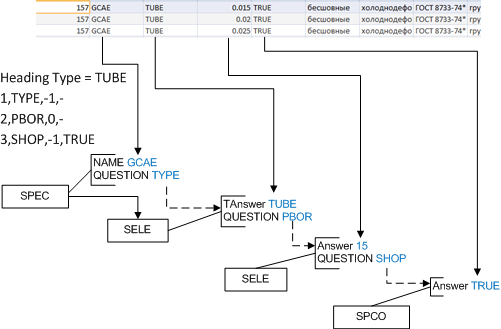 157 GCAE TUBE 0.015 TRUE бесшовные холоднодефо ГОСТ 8733-74* гру
157 GCAE TUBE 0.02 TRUE бесшовные холоднодефо ГОСТ 8733-74* гру
157 GCAE TUBE 0.025 TRUE бесшовные холоднодефо ГОСТ 8733-74* гру
Heading Type = TUBE
1,TYPE,-1,-
2,PBOR,0,-
3,SHOP,-1,TRUE
NAME GCAE
QUESTION TYPE
SPEC
TAnswer TUBE
QUESTION PBOR
SELE
Answer 15
QUESTION SHOP
SELE
Answer TRUE
SPCO